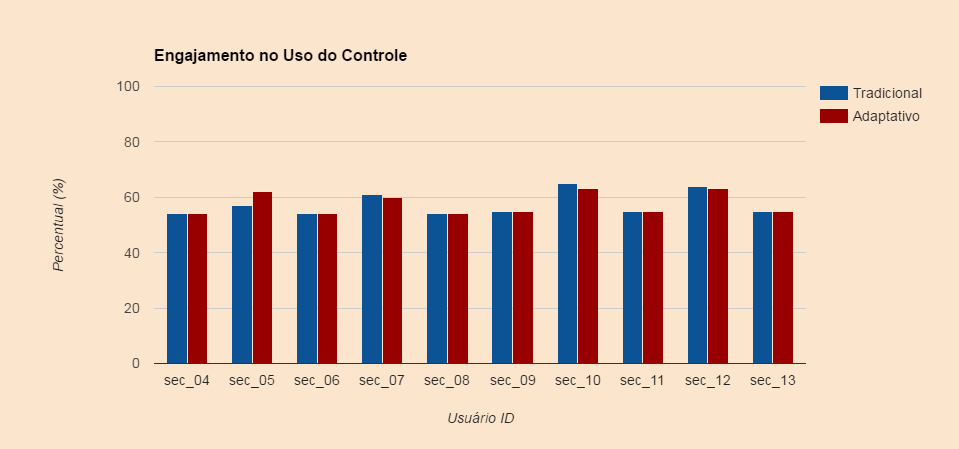 Engajamento no Uso do Controle
Tradicional
Adaptativo
Percentual (%)
100
80
60
40
20
0
sec_04 sec_05 sec_06 sec_07 sec_08 sec_09 sec_10 sec_11 sec_12 sec_13
Usuário ID